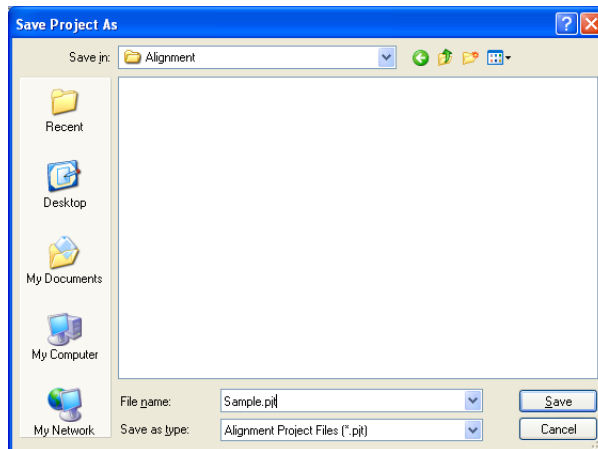 Save Project As
Save in: Alignment
Recent
Desktop
My Documents
My Computer
My Network
File name: Sample.pjt Save
Save as type: Alignment Project Files (*.pjt) Cancel